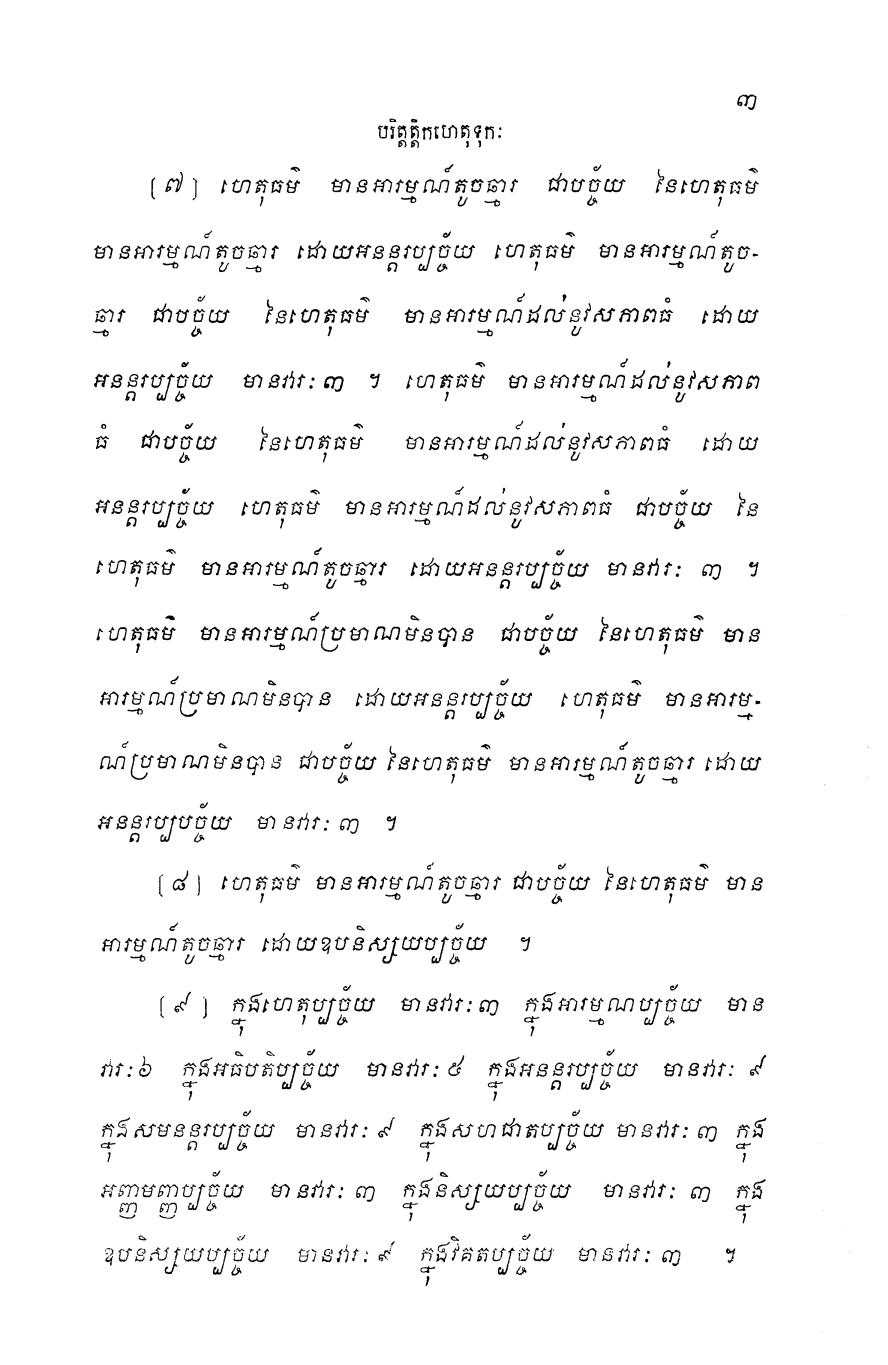 ៣
បរិត្តត្តិកហេតុទុកៈ
[៧] ហេតុធម៌ មានអារម្មណ៍តូចឆ្មារ ជាបច្ច័យ នៃហេតុធម៌
មានអារម្មណ៍តូចឆ្មារ ដោយអនន្តរប្បច្ច័យ ហេតុធម៌ មានអារម្មណ៍តូច-
ឆ្មារ ជាបច្ច័យ នៃហេតុធម៌ មានអារម្មណ៍ដល់នូវសភាពធំ ដោយ
អនន្តរប្បច្ច័យ មានវារៈ ៣ ។ ហេតុធម៌ មានអារម្មណ៍ដល់នូវសភាព
ធំ ជាបច្ច័យ នៃហេតុធម៌ មានអារម្មណ៍ដល់នូវសភាពធំ ដោយ
អនន្តរប្បច្ច័យ ហេតុធម៌ មានអារម្មណ៍ដល់នូវសភាពធំ ជាបច្ច័យ នៃ
ហេតុធម៌ មានអារម្មណ៍តូចឆ្មារ ដោយអនន្តរប្បច្ច័យ មានវារៈ ៣ ។
ហេតុធម៌ មានអារម្មណ៍ប្រមាណមិនបាន ជាបច្ច័យ នៃហេតុធម៌ មាន
អារម្មណ៍ប្រមាណមិនបាន ដោយអនន្តរប្បច្ច័យ ហេតុធម៌ មានអារម្ម-
ណ៍ប្រមាណមិនបាន ជាបច្ច័យ នៃហេតុធម៌ មានអារម្មណ៍តូចឆ្មារ ដោយ
អនន្តរប្បបច្ច័យ មានវារៈ ៣ ។
[៨] ហេតុធម៌ មានអារម្មណ៍តូចឆ្មារ ជាបច្ច័យ នៃហេតុធម៌ មាន
អារម្មណ៍តូចឆ្មារ ដោយឧបនិស្សយប្បច្ច័យ ។
[៩] ក្នុងហេតុប្បច្ច័យ មានវារៈ ៣ ក្នុងអារម្មណប្បច្ច័យ មាន
វារៈ ៦ ក្នុងអធិបតិប្បច្ច័យ មានវារៈ ៥ ក្នុងអនន្តរប្បច្ច័យ មានវារៈ ៩
ក្នុងសមនន្តរប្បច្ច័យ មានវារៈ ៩ ក្នុងសហជាតប្បច្ច័យ មានវារៈ ៣ ក្នុង
អញ្ញមញ្ញប្បច្ច័យ មានវារៈ ៣ ក្នុងនិស្សយប្បច្ច័យ មានវារៈ ៣ ក្នុង
ឧបនិស្សយប្បច្ច័យ មានវារៈ ៩ ក្នុងវិគតប្បច្ច័យ មានវារៈ ៣ ។